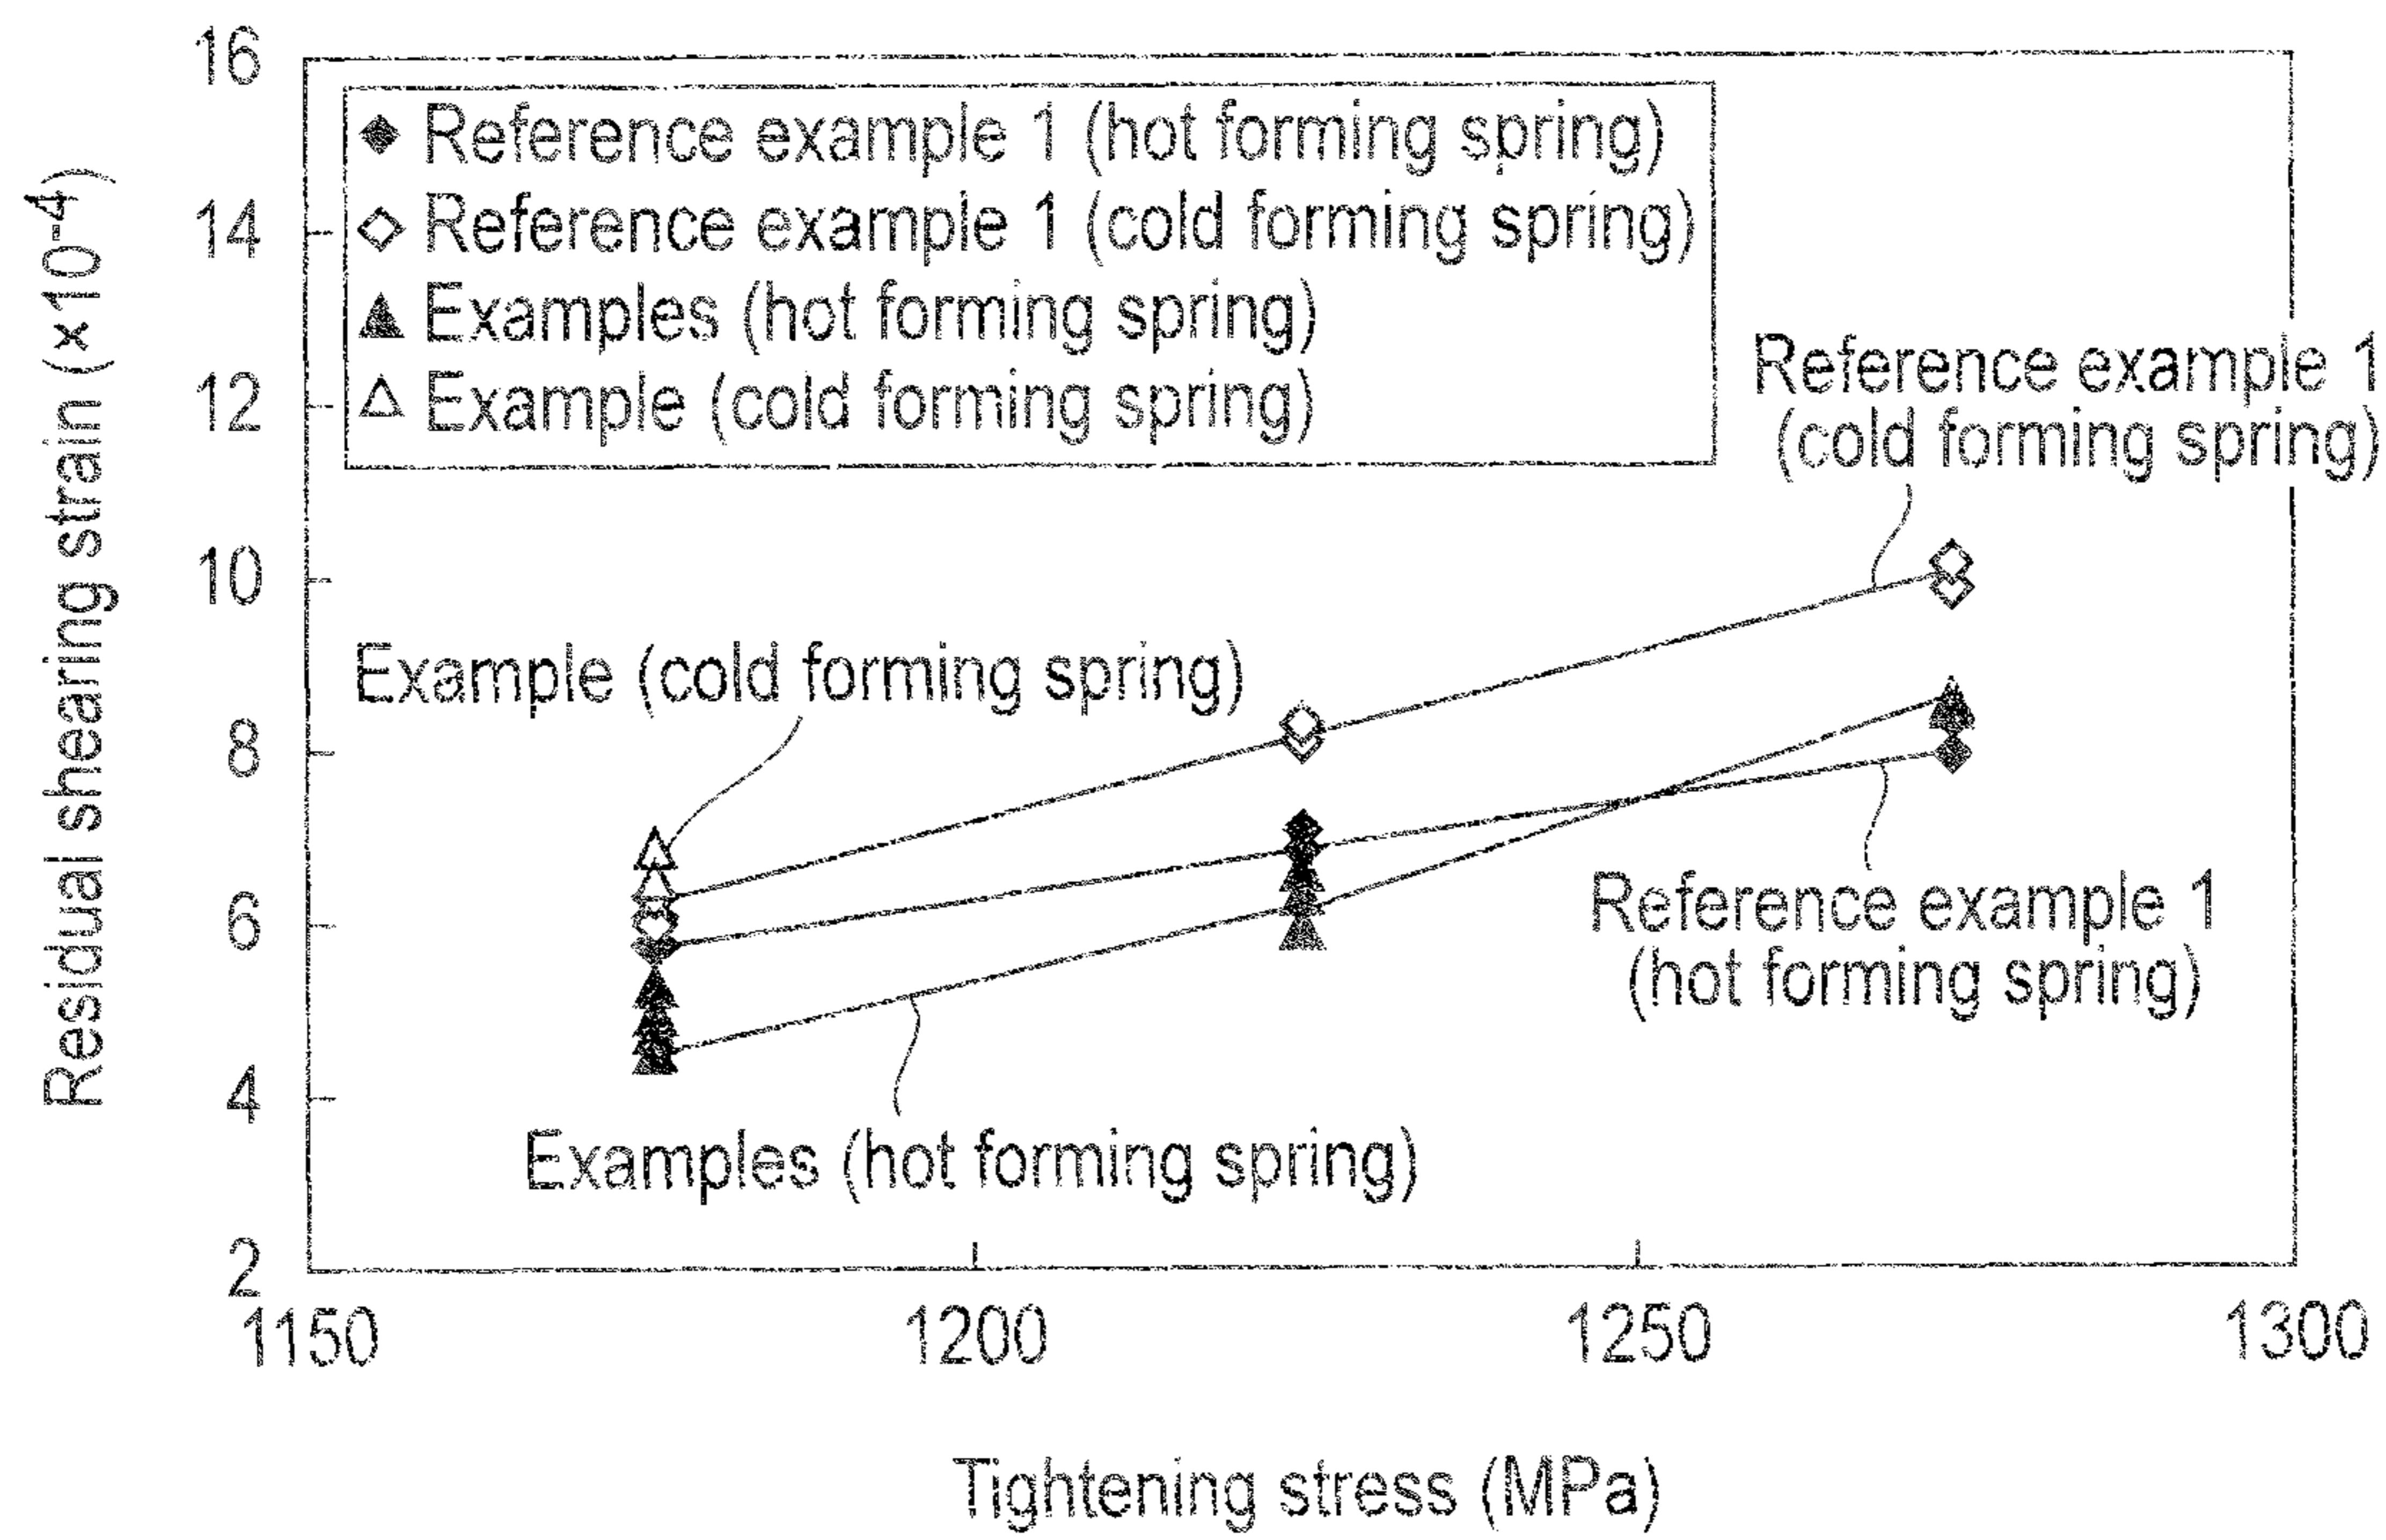 Residual shearing strain (×10⁻⁴)
16
14
12
10
8
6
4
2
Reference example 1 (hot forming spring)
Reference example 1 (cold forming spring)
Examples (hot forming spring)
Example (cold forming spring)
Reference example 1
(cold forming spring)
Example (cold forming spring)
Reference example 1
(hot forming spring)
Examples (hot forming spring)
1150
1200
1250
1300
Tightening stress (MPa)